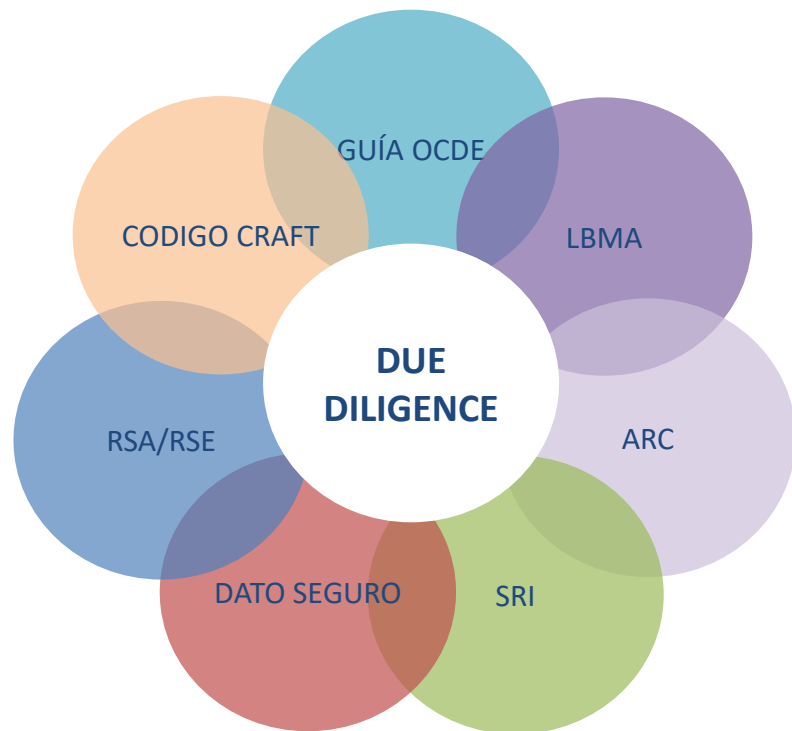 GUÍA OCDE
LBMA
ARC
SRI
DATO SEGURO
RSA/RSE
CODIGO CRAFT
DUE
DILIGENCE